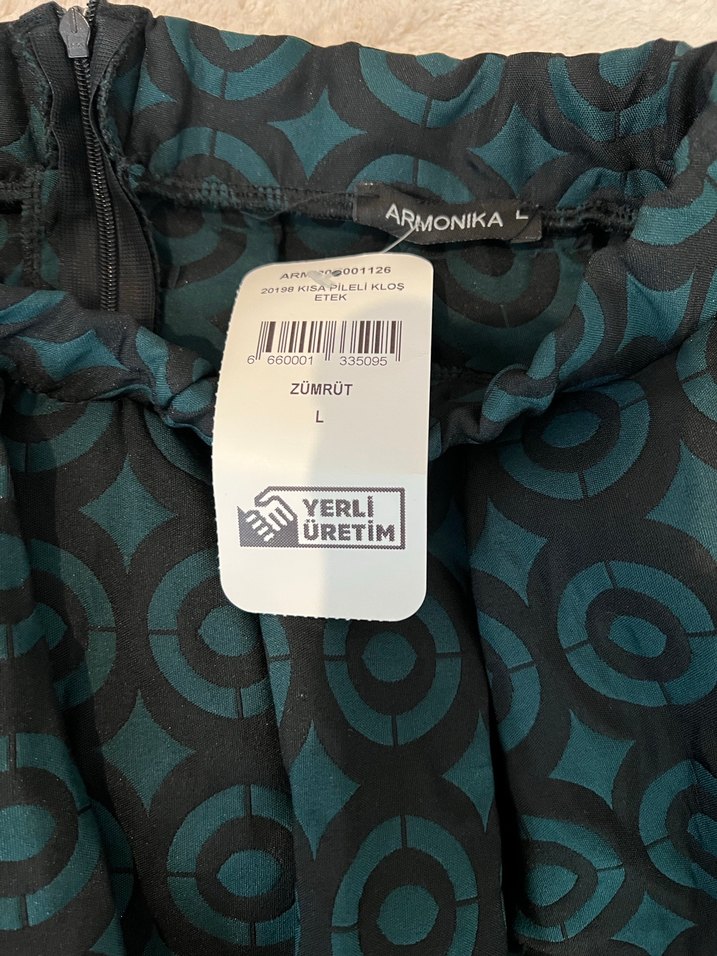 ARMONIKA L
20198 KISA PİLELİ KLOŞ
ETEK
6 660001 335095
ZÜMRÜT
L
YERLİ
ÜRETİM